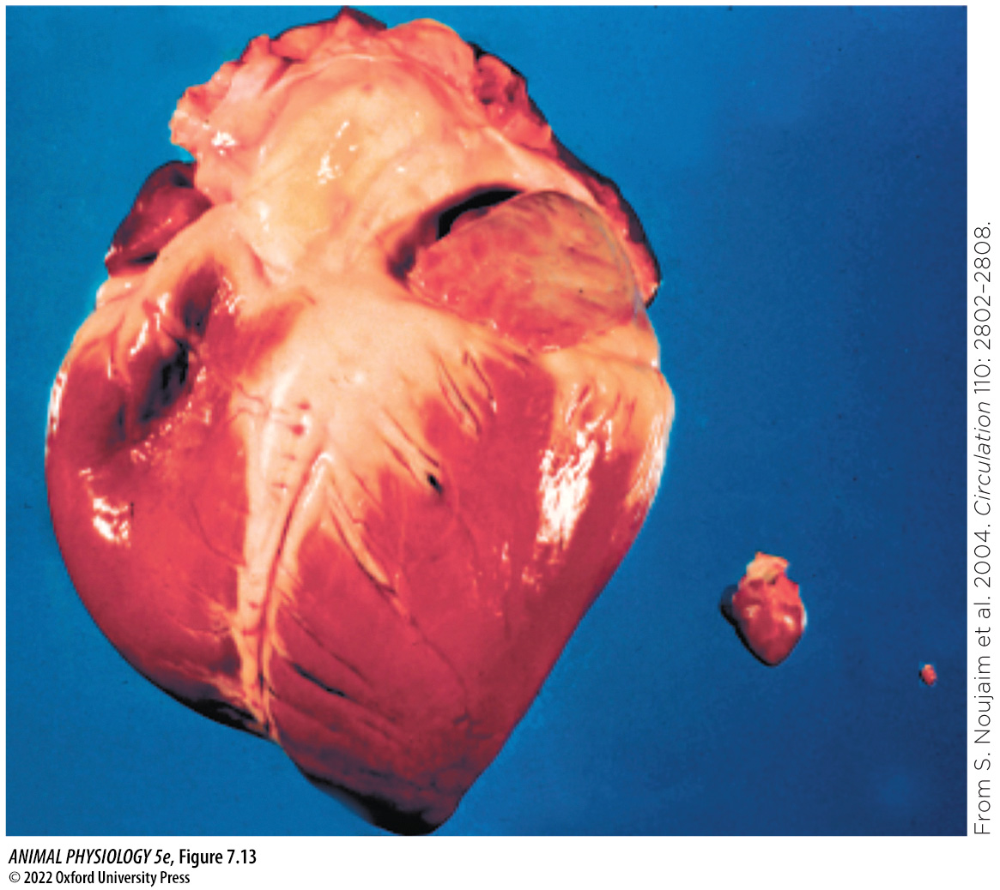 From S. Noujaim et al. 2004. Circulation 110: 2802–2808.
ANIMAL PHYSIOLOGY 5e, Figure 7.13
© 2022 Oxford University Press